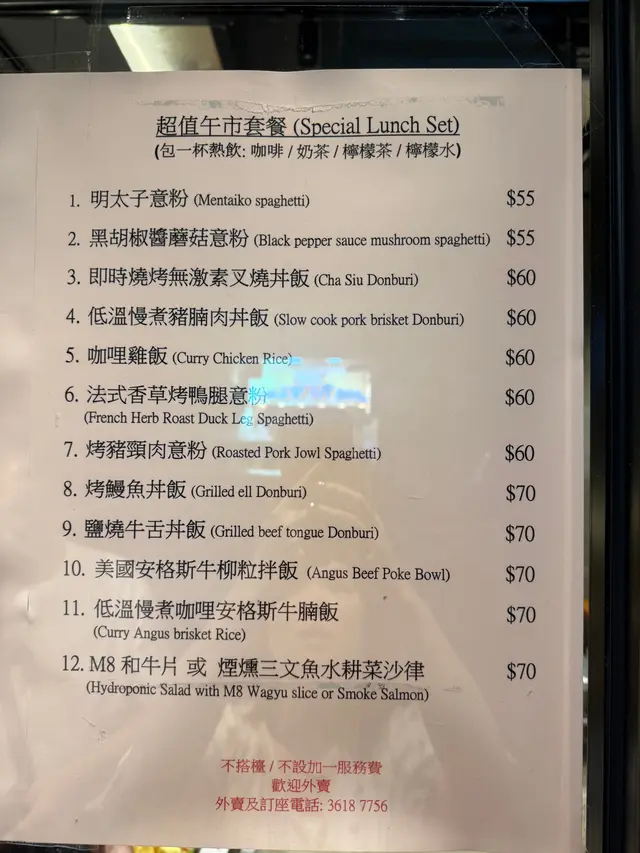 超值午市套餐 (Special Lunch Set)
(包一杯熱飲: 咖啡 / 奶茶 / 檸檬茶 / 檸檬水)
1. 明太子意粉 (Mentaiko spaghetti) $55
2. 黑胡椒醬蘑菇意粉 (Black pepper sauce mushroom spaghetti) $55
3. 即時燒烤無激素叉燒丼飯 (Cha Siu Donburi) $60
4. 低溫慢煮豬腩肉丼飯 (Slow cook pork brisket Donburi) $60
5. 咖哩雞飯 (Curry Chicken Rice) $60
6. 法式香草烤鴨腿意粉 $60
(French Herb Roast Duck Leg Spaghetti)
7. 烤豬頸肉意粉 (Roasted Pork Jowl Spaghetti) $60
8. 烤鰻魚丼飯 (Grilled ell Donburi) $70
9. 鹽燒牛舌丼飯 (Grilled beef tongue Donburi) $70
10. 美國安格斯牛柳粒拌飯 (Angus Beef Poke Bowl) $70
11. 低溫慢煮咖哩安格斯牛腩飯 $70
(Curry Angus brisket Rice)
12. M8 和牛片 或 煙燻三文魚水耕菜沙律 $70
(Hydroponic Salad with M8 Wagyu slice or Smoke Salmon)
不搭檯 / 不設加一服務費
歡迎外賣
外賣及訂座電話: 3618 7756